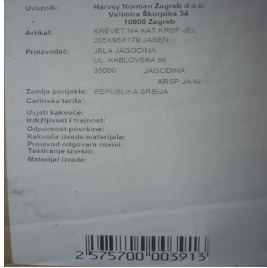 Uvoznik: Harvey Norman Zagreb d.o.o.
Velimira Škorpika 34
10000 Zagreb
Artikal: KREVET NA KAT KRSP JEL
205X95X179 JASEN
Proizvođač: JELA JAGODINA
UL. KABLOVSKA BB
35000 JAGODINA
KRSP JA/KI
Zemlja porijekla: REPUBLIKA SRBIJA
Carinska tarifa:
Uvjeti kakvoće:
Izdržljivost i trajnost:
Otpornost površine:
Kakvoća izrade materijala:
Proizvod odgovara normi:
Testiranje izvršio:
Materijal izrade:
2 575700 003913